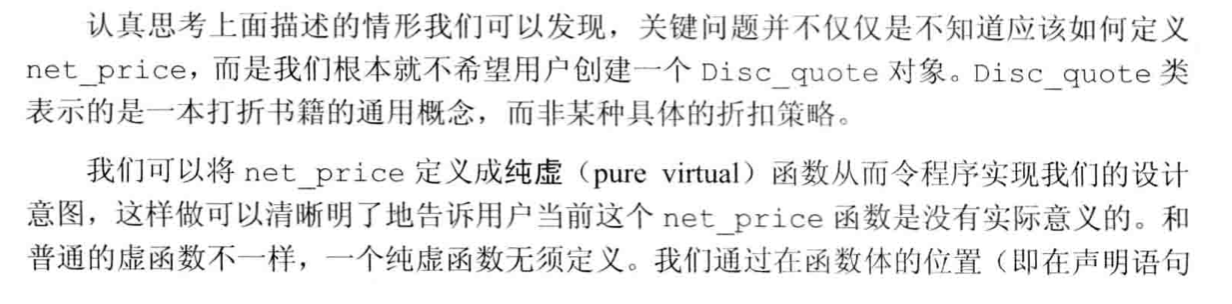 认真思考上面描述的情形我们可以发现，关键问题并不仅仅是不知道应该如何定义
net_price，而是我们根本就不希望用户创建一个 Disc_quote 对象。Disc_quote 类
表示的是一本打折书籍的通用概念，而非某种具体的折扣策略。
我们可以将 net_price 定义成纯虚（pure virtual）函数从而令程序实现我们的设计
意图，这样做可以清晰明了地告诉用户当前这个 net_price 函数是没有实际意义的。和
普通的虚函数不一样，一个纯虚函数无须定义。我们通过在函数体的位置（即在声明语句